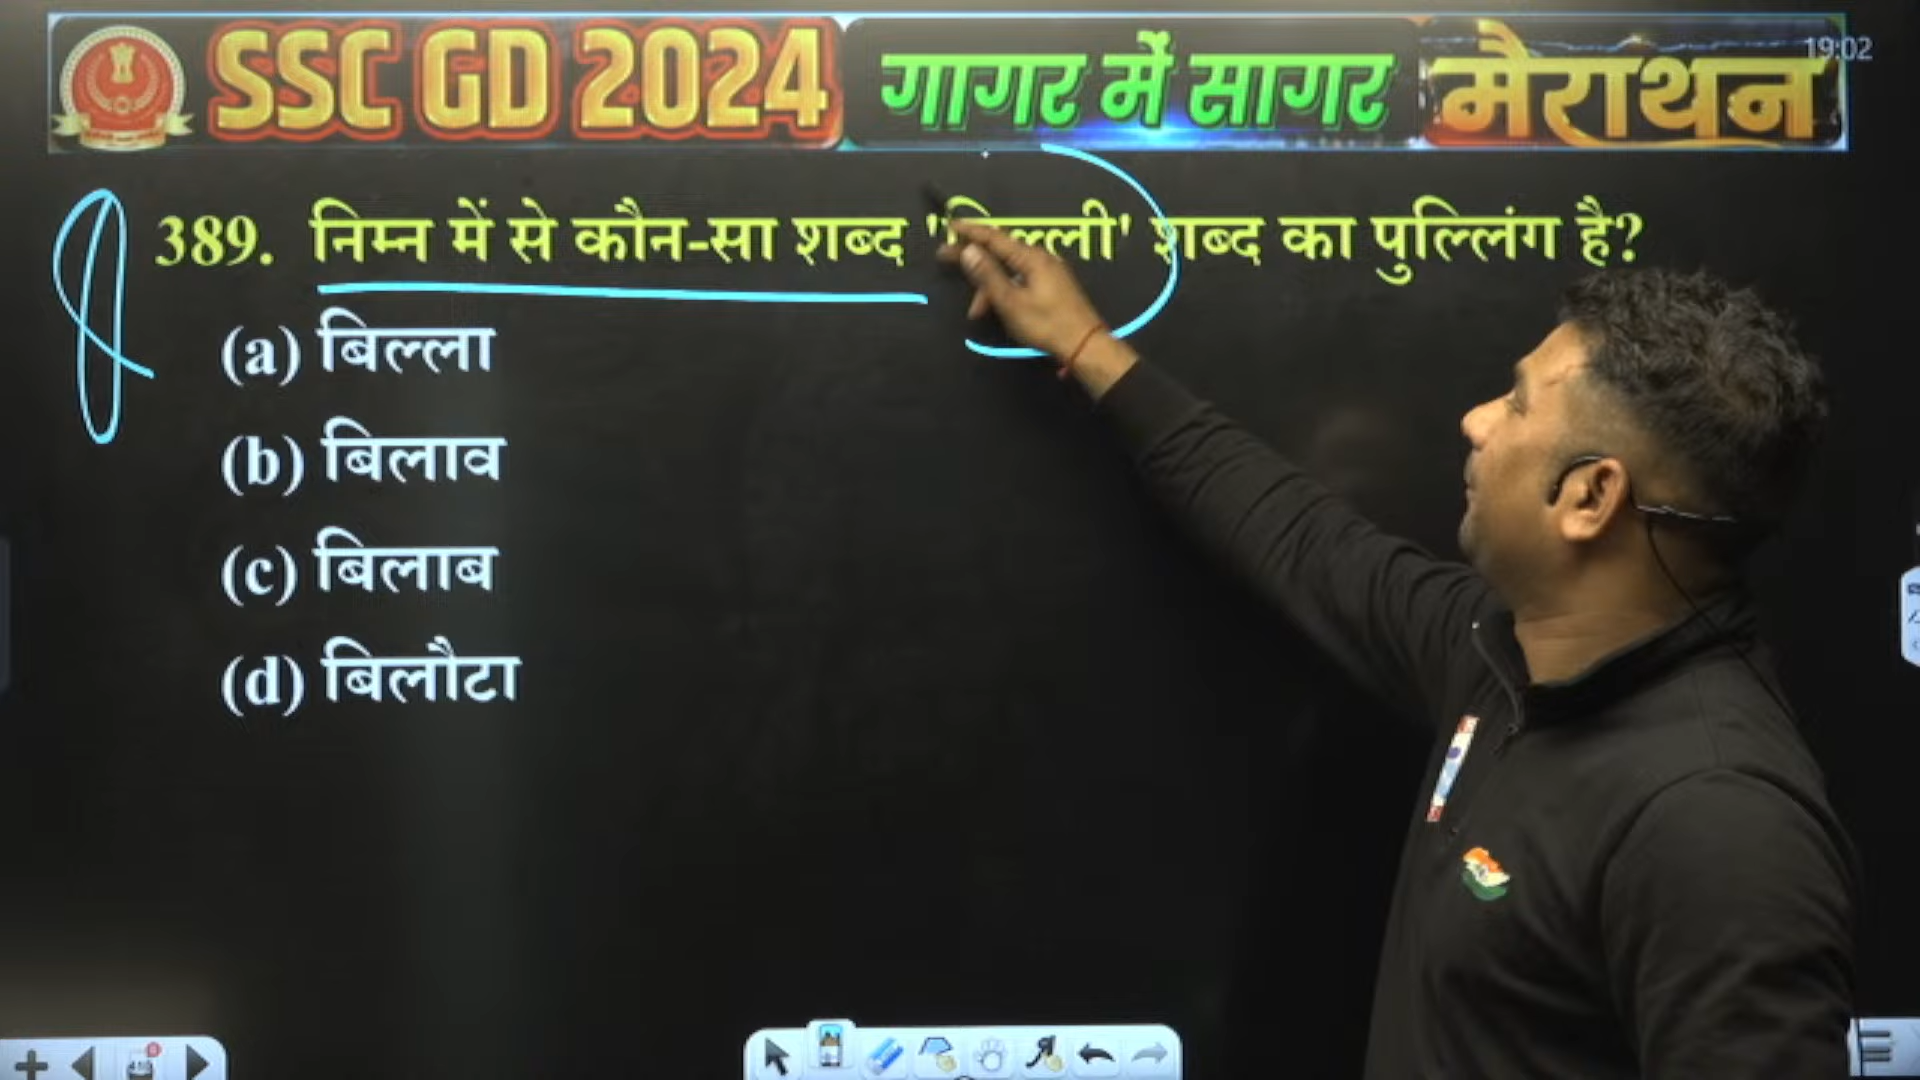 SSC GD 2024 गागर में सागर मैराथन
19:02
389. निम्न में से कौन-सा शब्द 'बिल्ली' शब्द का पुल्लिंग है?
(a) बिल्ला
(b) बिलाव
(c) बिलाब
(d) बिलौटा